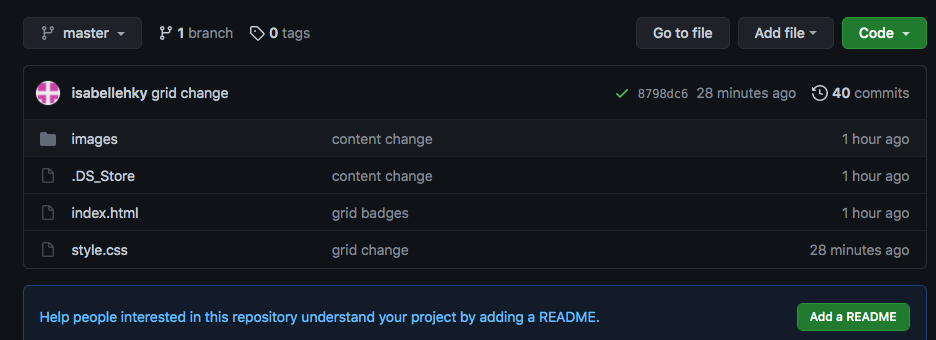 master 1 branch 0 tags Go to file Add file Code
isabellehky grid change 8798dc6 28 minutes ago 40 commits
images content change 1 hour ago
.DS_Store content change 1 hour ago
index.html grid badges 1 hour ago
style.css grid change 28 minutes ago
Help people interested in this repository understand your project by adding a README. Add a README